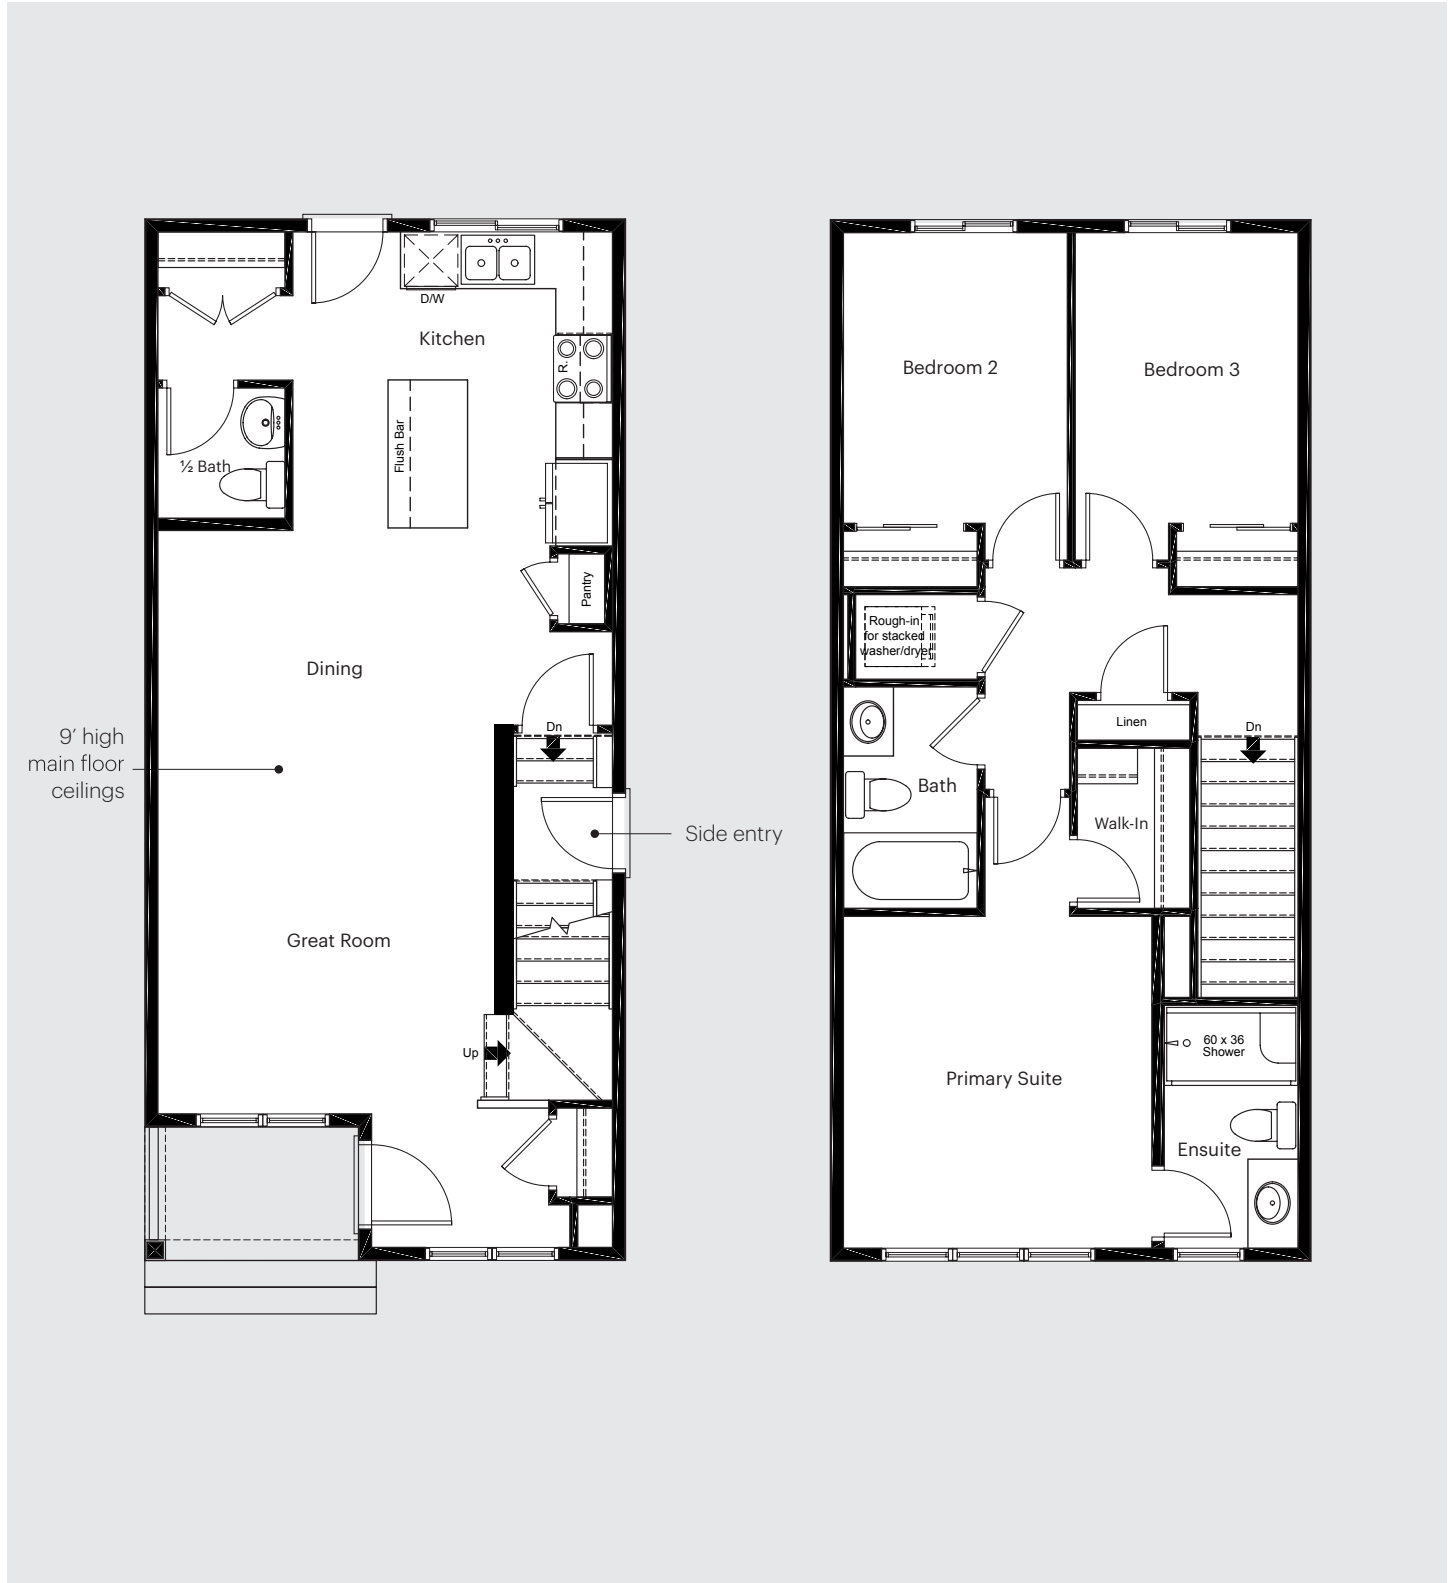 D/W
Kitchen
R.
Flush Bar
½ Bath
Pantry
Dining
Dn
9’ high
main floor
ceilings
Side entry
Great Room
Up
Bedroom 2
Bedroom 3
Rough-in
for stacked
washer/dryer
Linen
Dn
Bath
Walk-In
60 x 36
Shower
Primary Suite
Ensuite